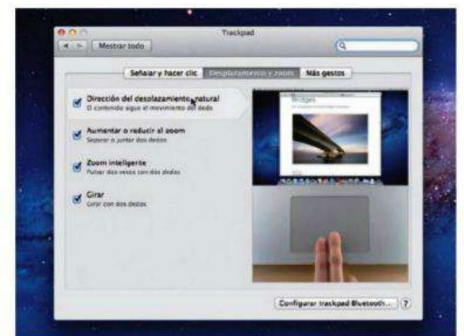 Trackpad
Mostrar todo
Señalar y hacer clic Desplazamiento y zoom Más gestos
Dirección del desplazamiento natural
El contenido sigue el movimiento del dedo
Aumentar o reducir el zoom
Separar o juntar dos dedos
Zoom inteligente
Pulsar dos veces con dos dedos
Girar
Girar con dos dedos
Bridges
Configurar trackpad Bluetooth... ?